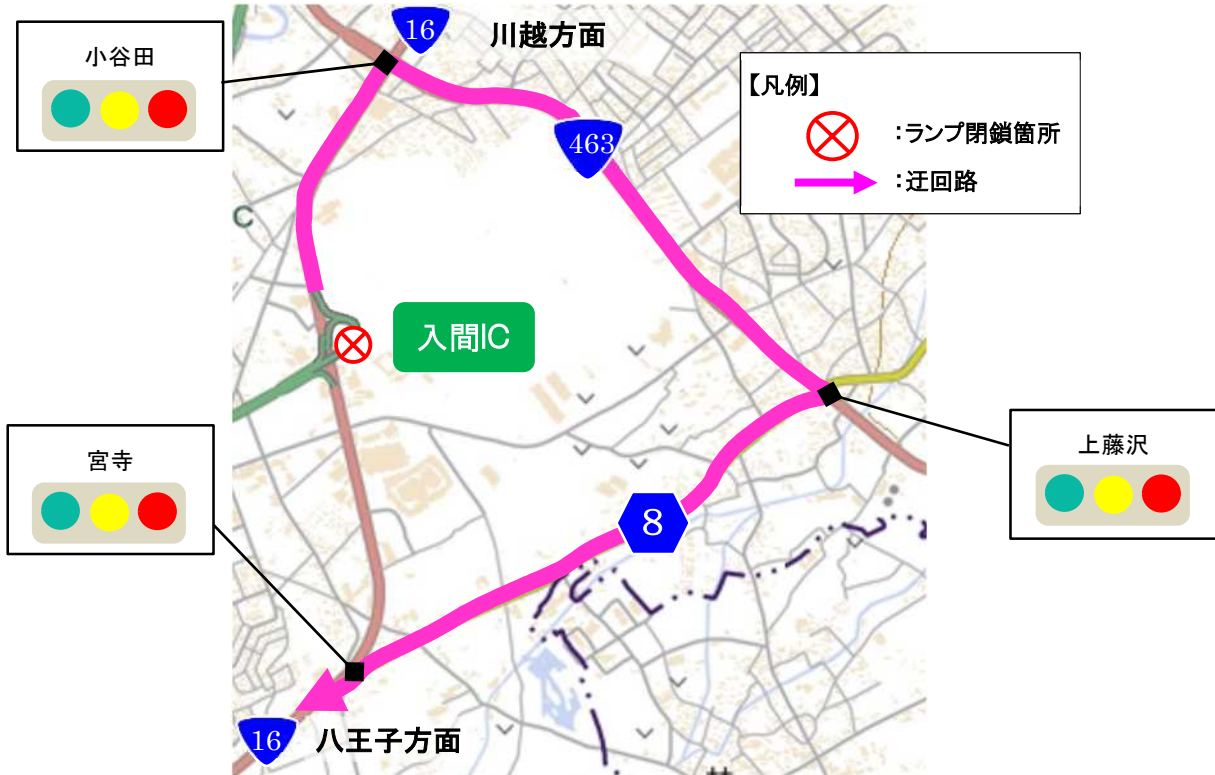 16
川越方面
小谷田
【凡例】
:ランプ閉鎖箇所
:迂回路
463
C
入間IC
宮寺
上藤沢
8
16
八王子方面